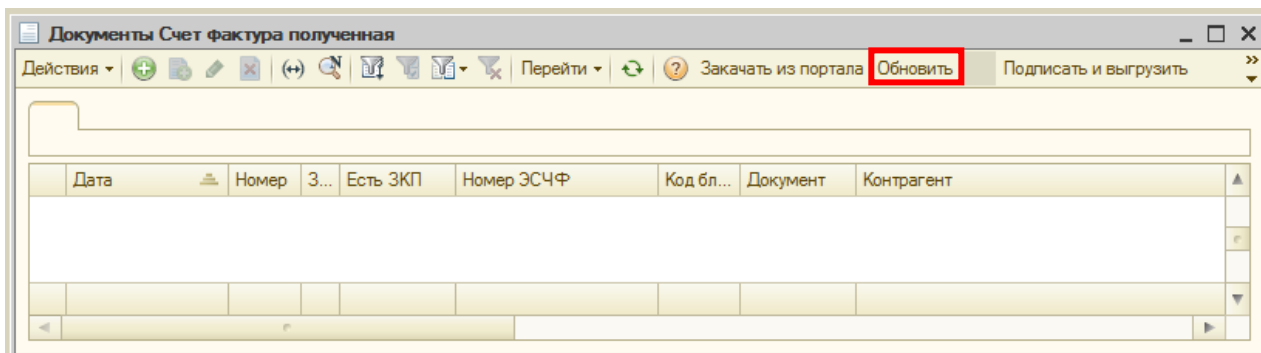 Документы Счет фактура полученная
Действия Перейти ? Закачать из портала Обновить Подписать и выгрузить
Дата Номер З... Есть ЗКП Номер ЭСЧФ Код бл... Документ Контрагент